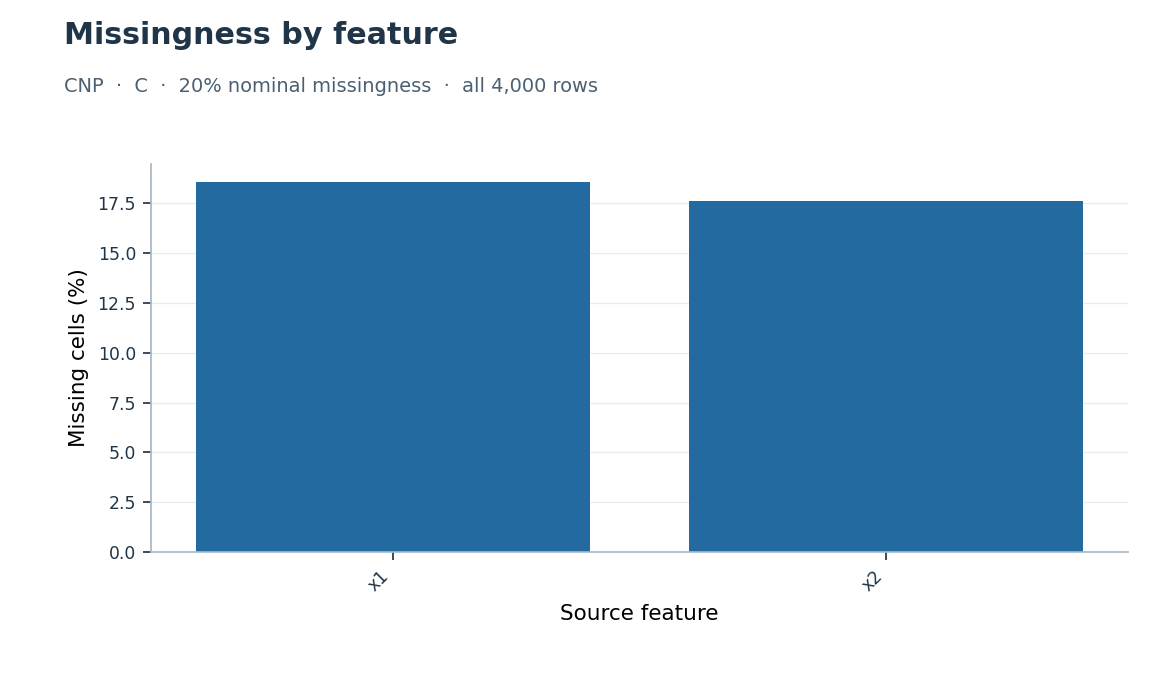 Missingness by feature
CNP · C · 20% nominal missingness · all 4,000 rows
17.5
15.0
12.5
10.0
7.5
5.0
2.5
0.0
Missing cells (%)
x1
x2
Source feature